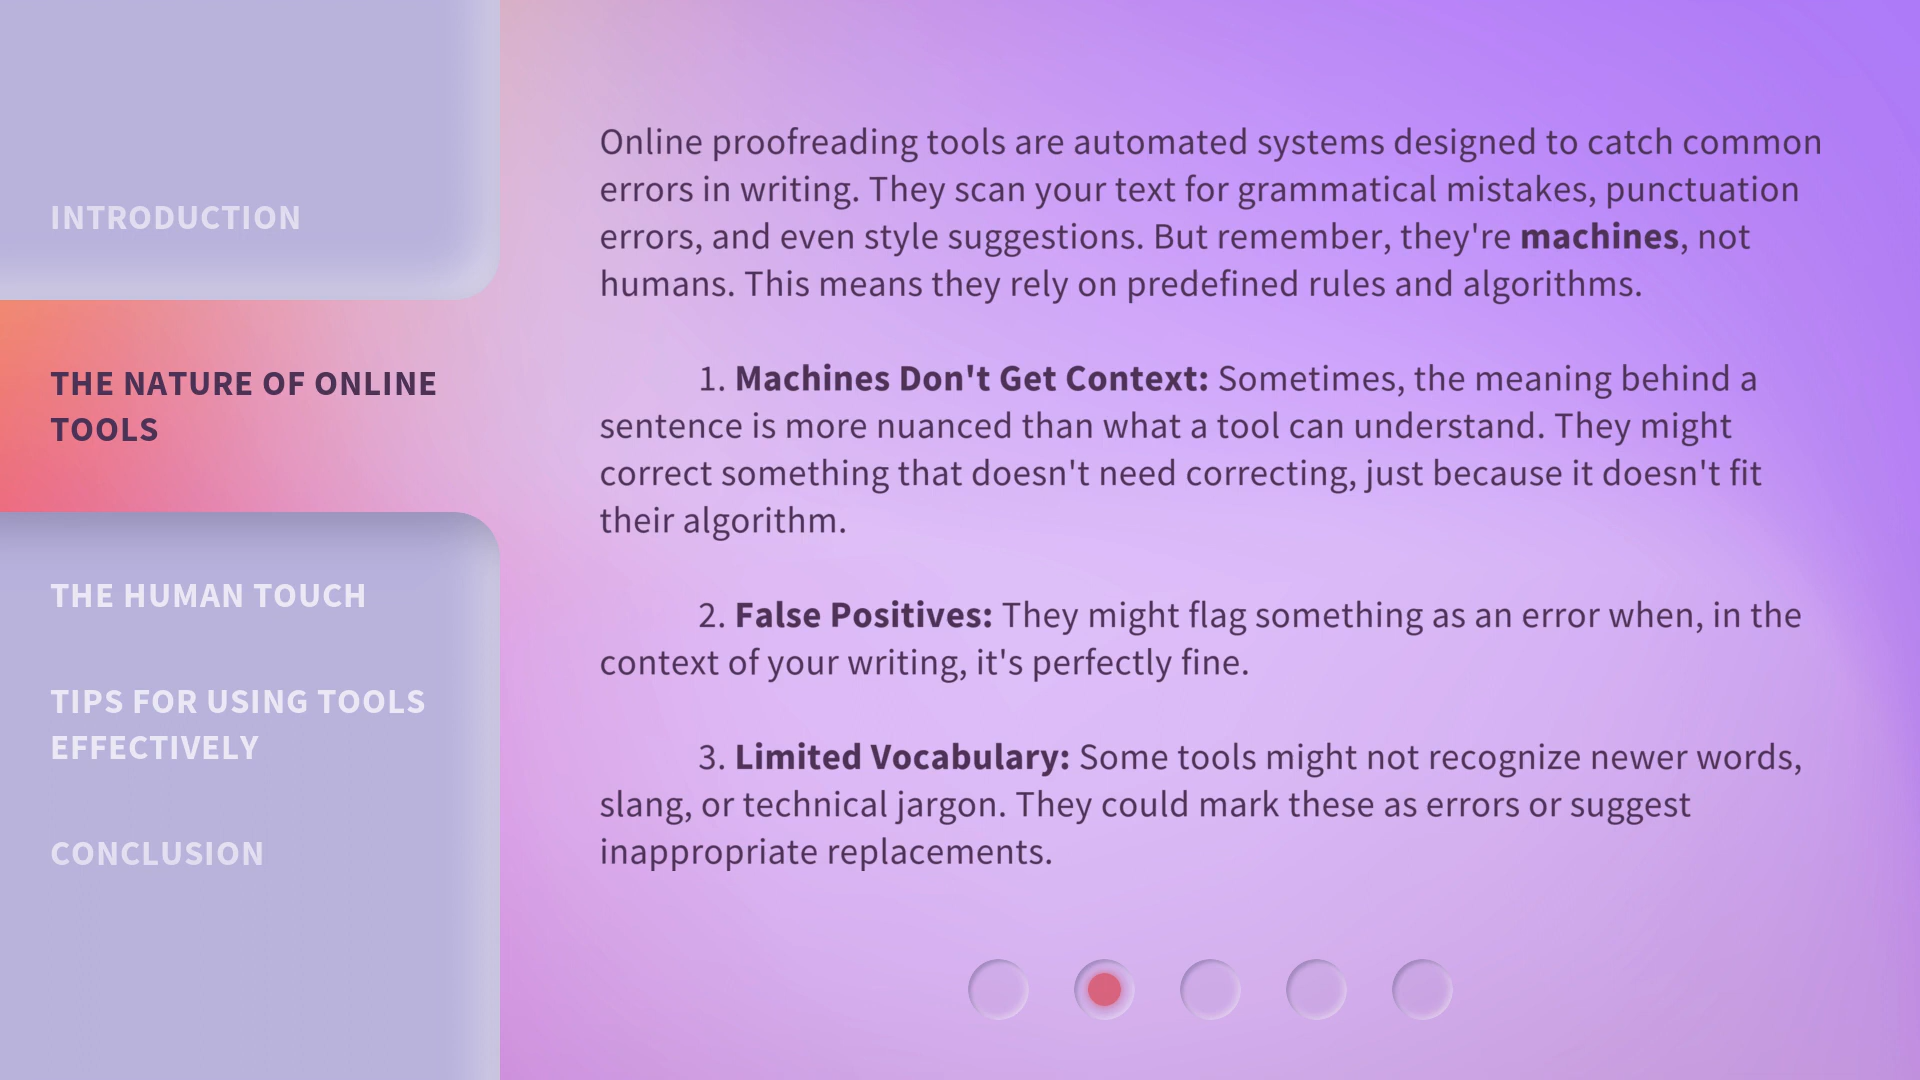 INTRODUCTION
THE NATURE OF ONLINE
TOOLS
THE HUMAN TOUCH
TIPS FOR USING TOOLS
EFFECTIVELY
CONCLUSION
Online proofreading tools are automated systems designed to catch common
errors in writing. They scan your text for grammatical mistakes, punctuation
errors, and even style suggestions. But remember, they're machines, not
humans. This means they rely on predefined rules and algorithms.
1. Machines Don't Get Context: Sometimes, the meaning behind a
sentence is more nuanced than what a tool can understand. They might
correct something that doesn't need correcting, just because it doesn't fit
their algorithm.
2. False Positives: They might flag something as an error when, in the
context of your writing, it's perfectly fine.
3. Limited Vocabulary: Some tools might not recognize newer words,
slang, or technical jargon. They could mark these as errors or suggest
inappropriate replacements.